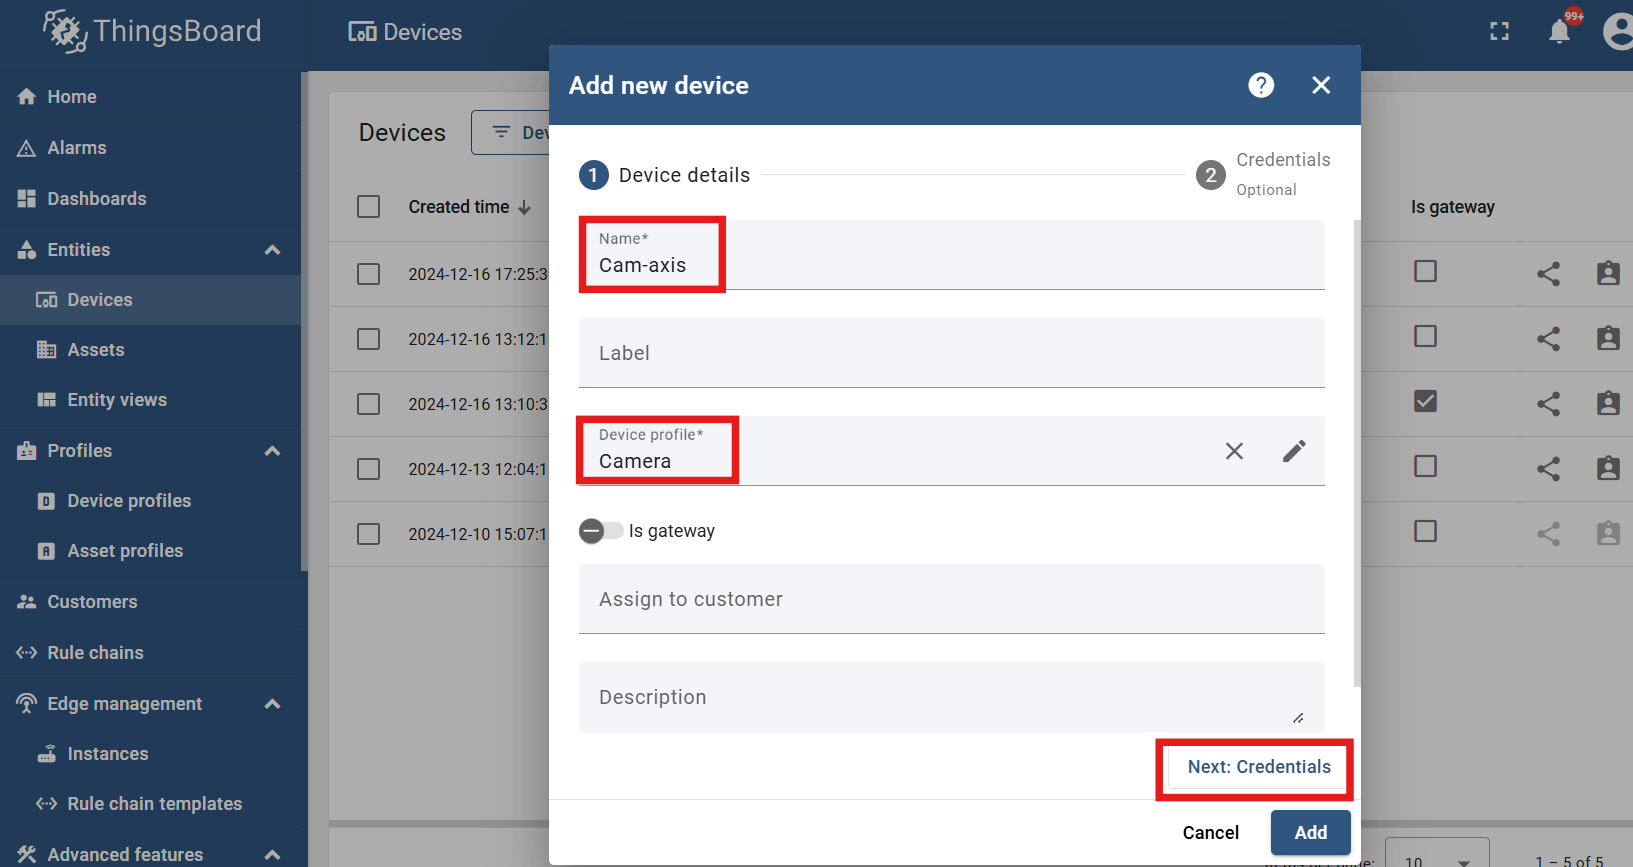 ThingsBoard
Devices
99+
Home
Alarms
Dashboards
Entities
Devices
Assets
Entity views
Profiles
Device profiles
Asset profiles
Customers
Rule chains
Edge management
Instances
Rule chain templates
Advanced features
Devices
Created time
Is gateway
2024-12-16 17:25:3
2024-12-16 13:12:1
2024-12-16 13:10:3
2024-12-13 12:04:1
2024-12-10 15:07:1
Add new device
?
1 Device details
2 Credentials
Optional
Name*
Cam-axis
Label
Device profile*
Camera
Is gateway
Assign to customer
Description
Next: Credentials
Cancel
Add
10
1 – 5 of 5